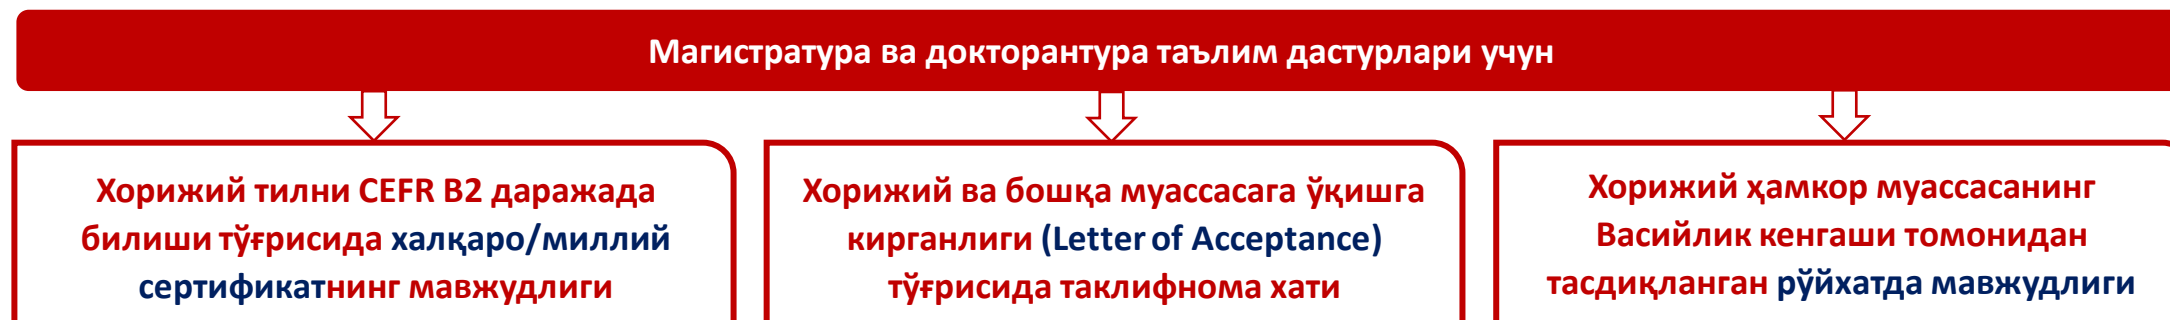 Магистратура ва докторантура таълим дастурлари учун
Хорижий тилни CEFR B2 даражада
билиши тўғрисида халқаро/миллий
сертификатнинг мавжудлиги
Хорижий ва бошқа муассасага ўқишга
кирганлиги (Letter of Acceptance)
тўғрисида таклифнома хати
Хорижий ҳамкор муассасанинг
Васийлик кенгаши томонидан
тасдиқланган рўйхатда мавжудлиги